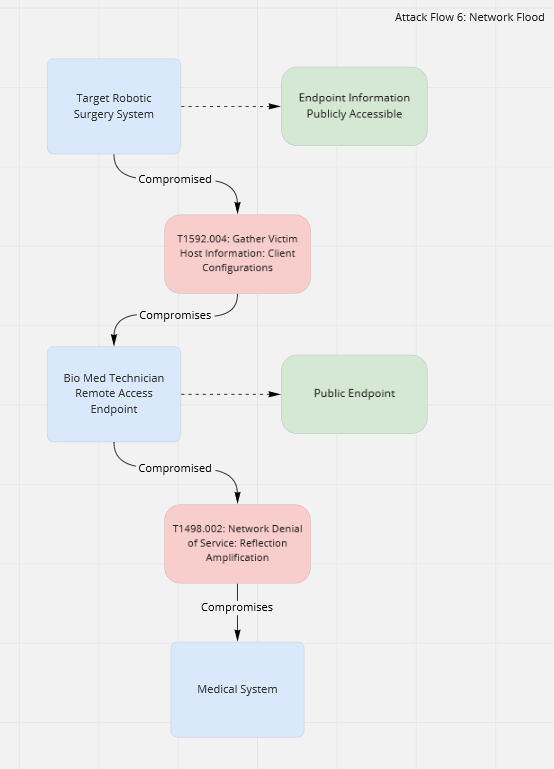 Attack Flow 6: Network Flood
Target Robotic
Surgery System
Endpoint Information
Publicly Accessible
Compromised
T1592.004: Gather Victim
Host Information: Client
Configurations
Compromises
Bio Med Technician
Remote Access
Endpoint
Public Endpoint
Compromised
T1498.002: Network Denial
of Service: Reflection
Amplification
Compromises
Medical System